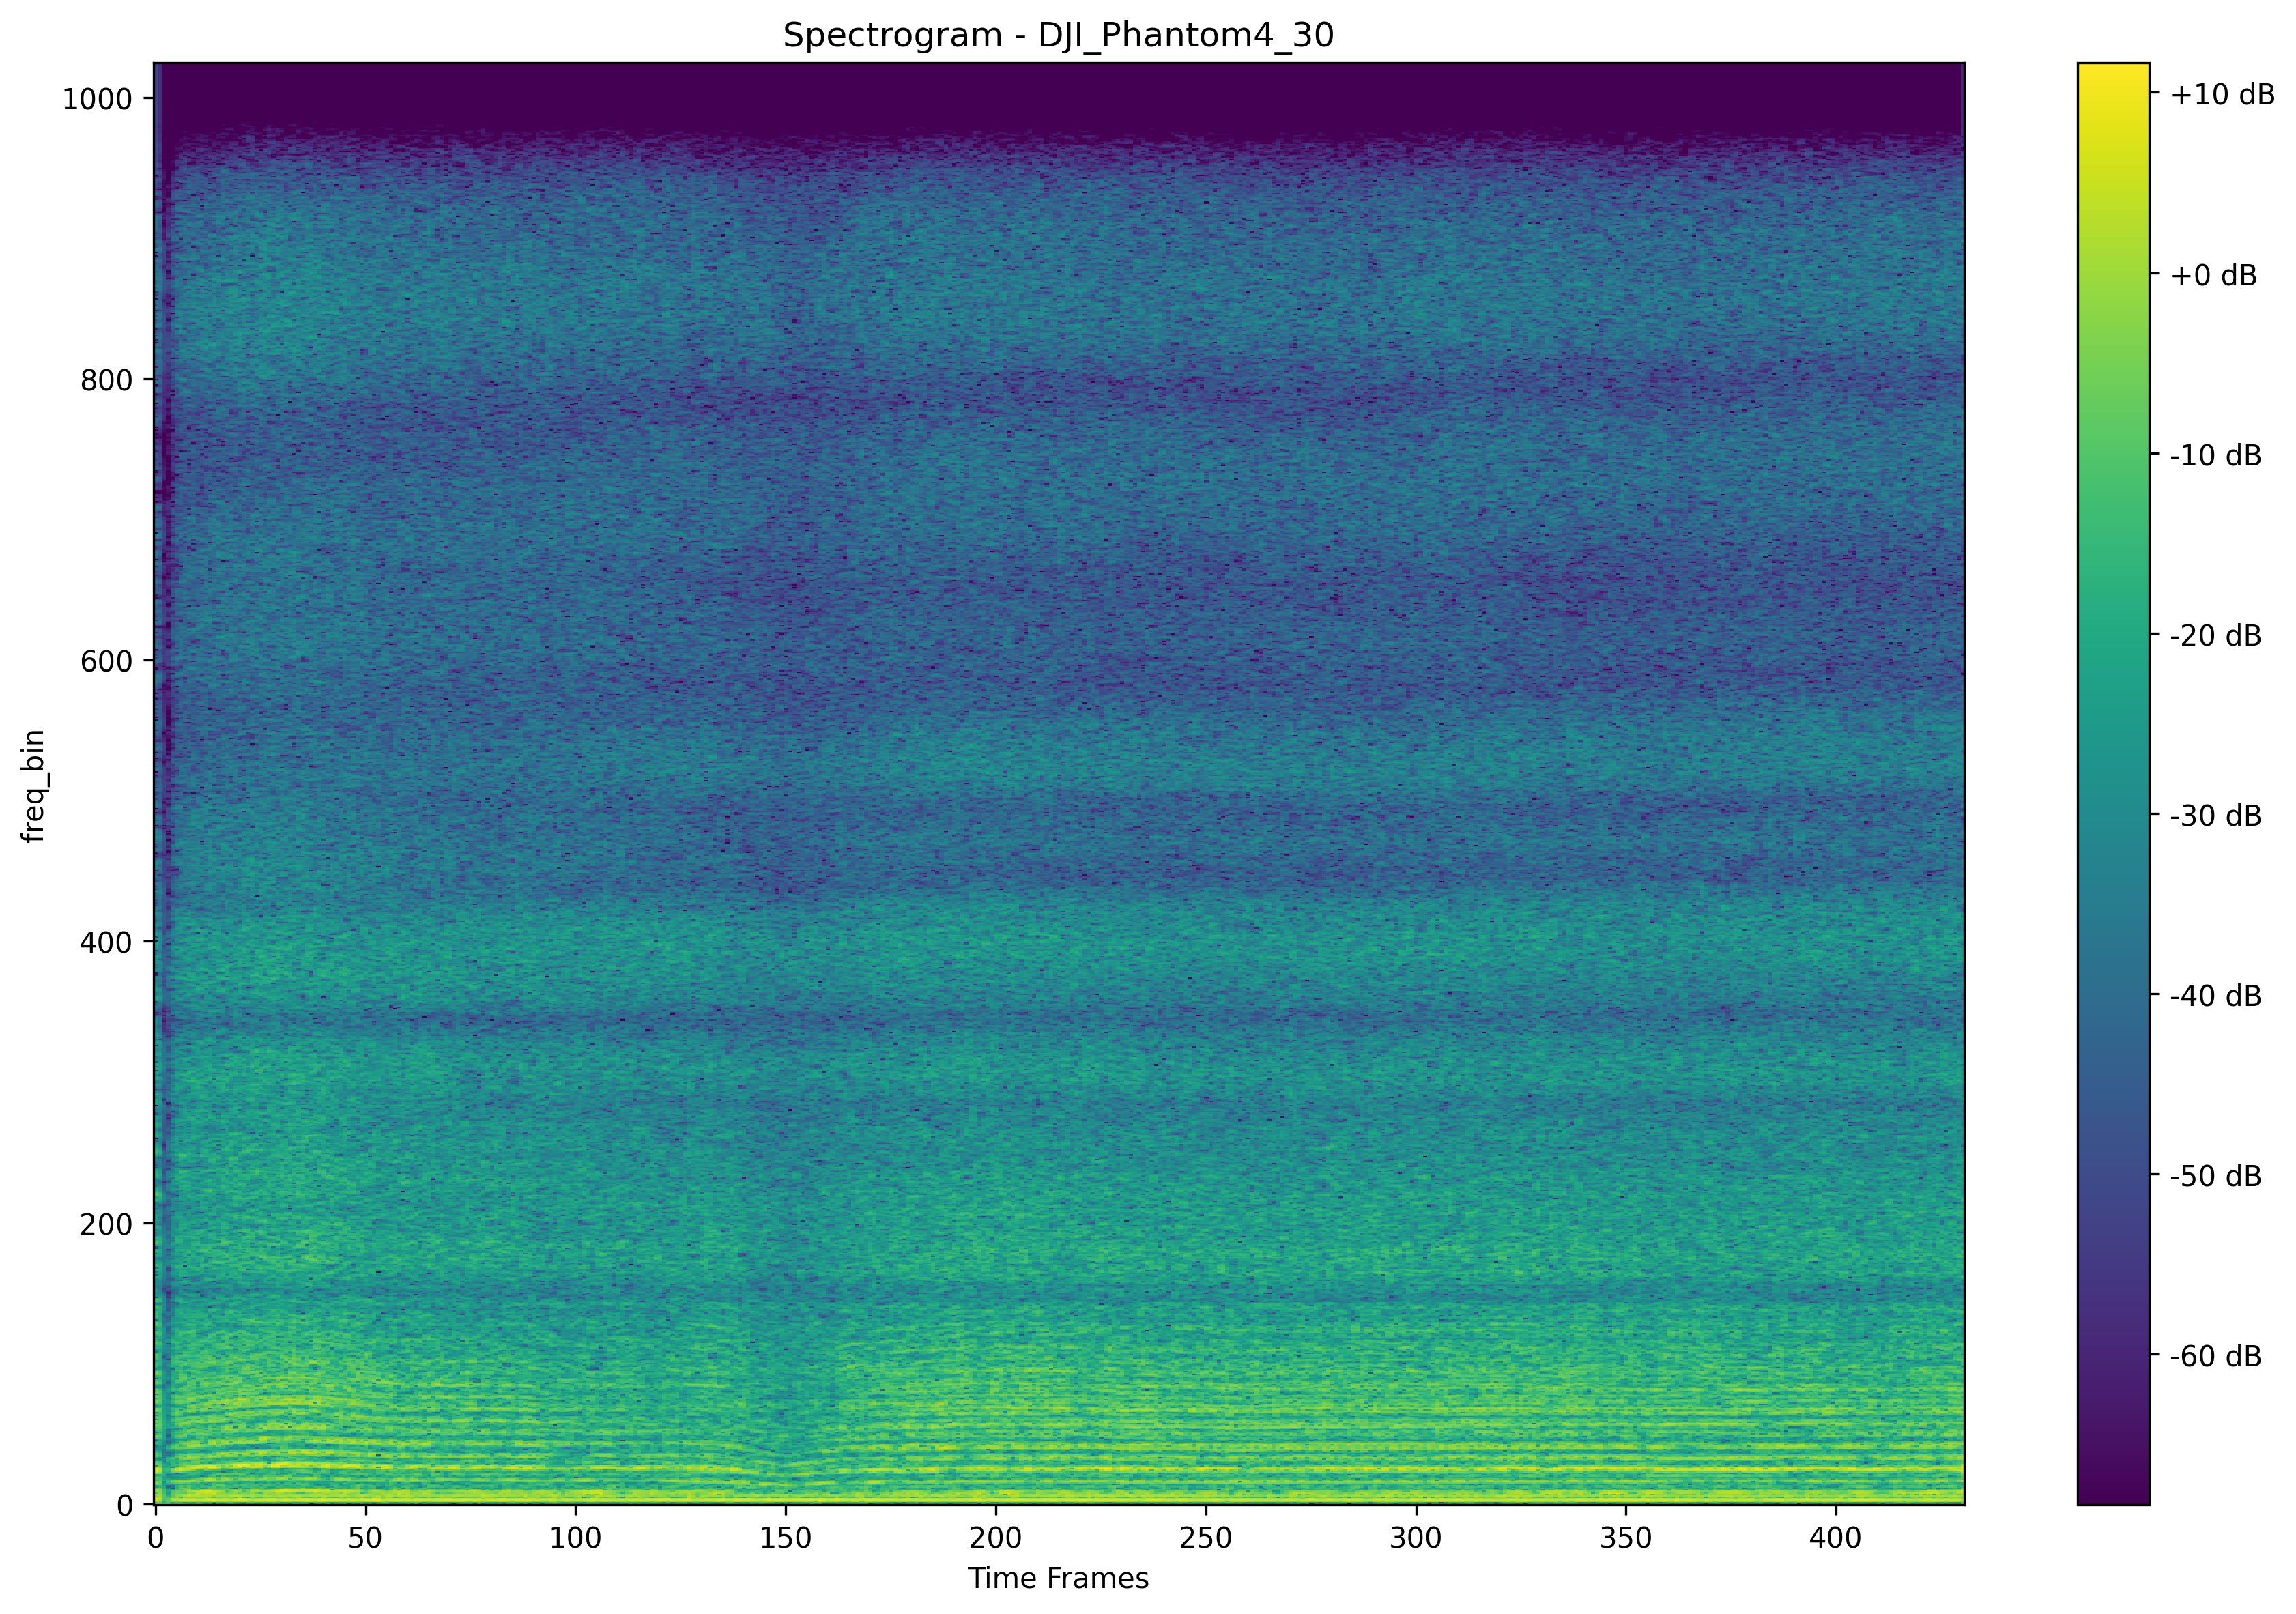 Spectrogram - DJI_Phantom4_30
1000
800
600
400
200
0
freq_bin
0 50 100 150 200 250 300 350 400
Time Frames
+10 dB
+0 dB
-10 dB
-20 dB
-30 dB
-40 dB
-50 dB
-60 dB